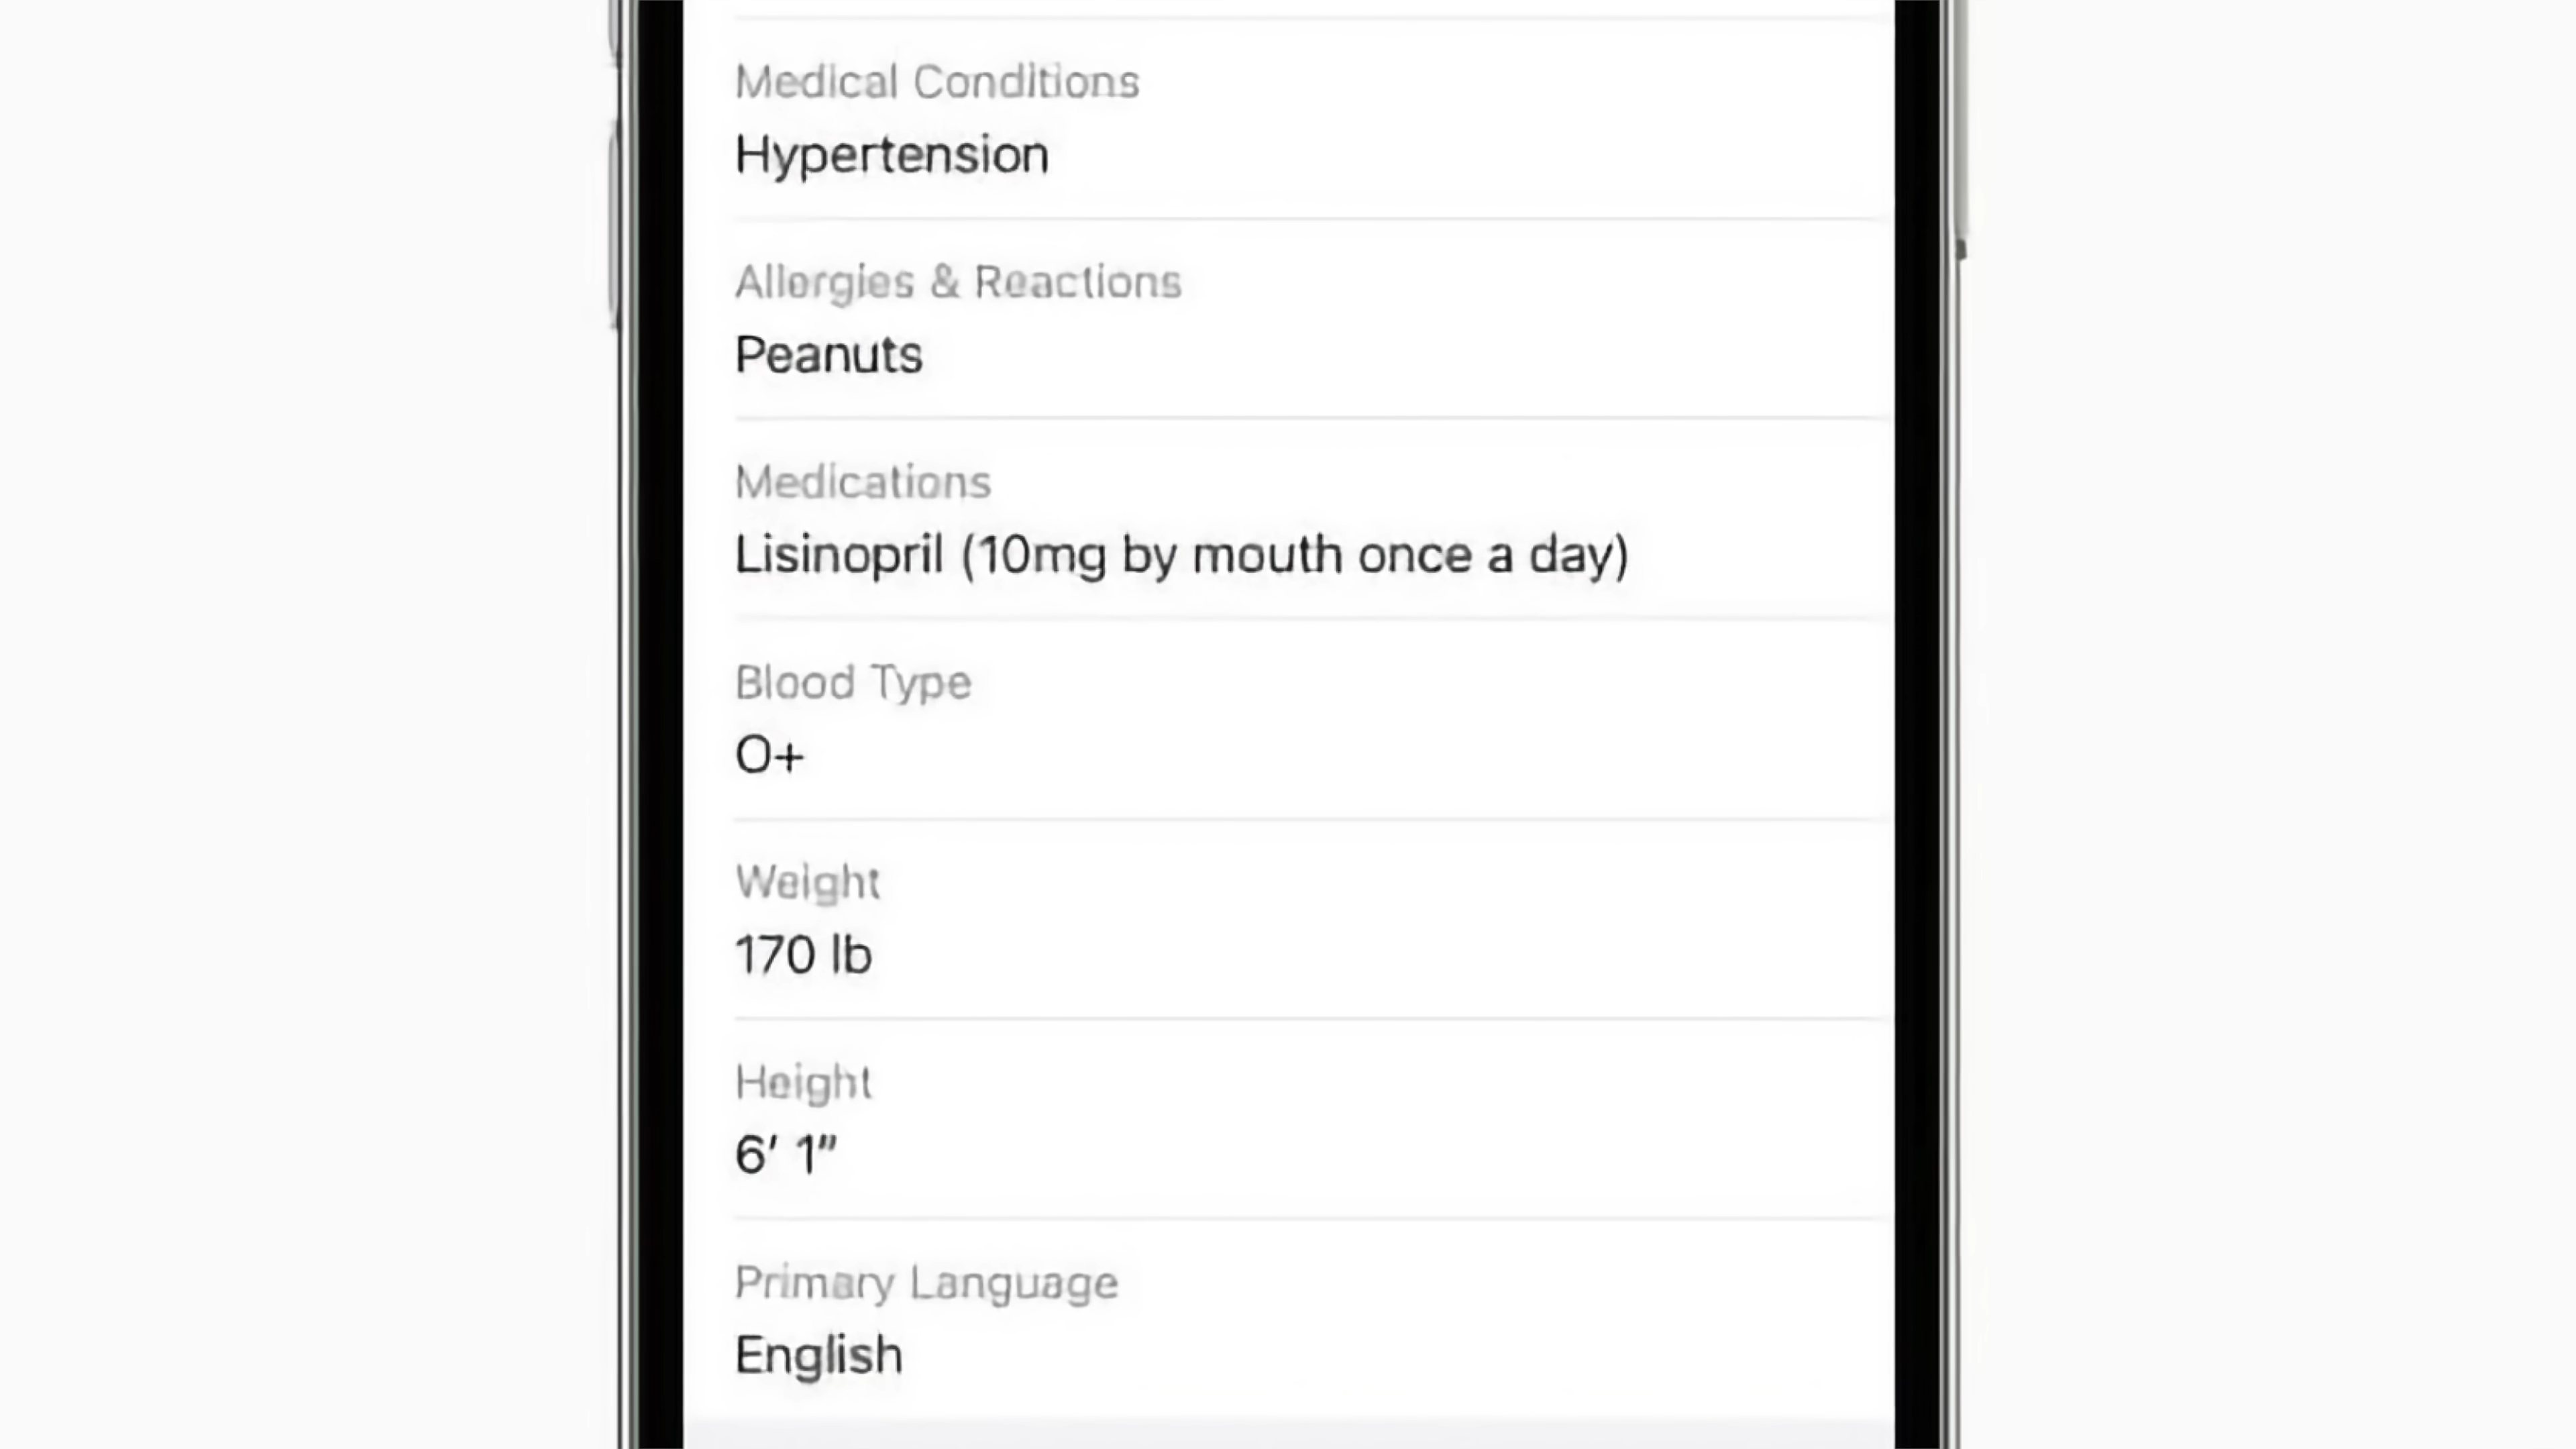 Medical Conditions
Hypertension
Allergies & Reactions
Peanuts
Medications
Lisinopril (10mg by mouth once a day)
Blood Type
O+
Weight
170 lb
Height
6' 1"
Primary Language
English